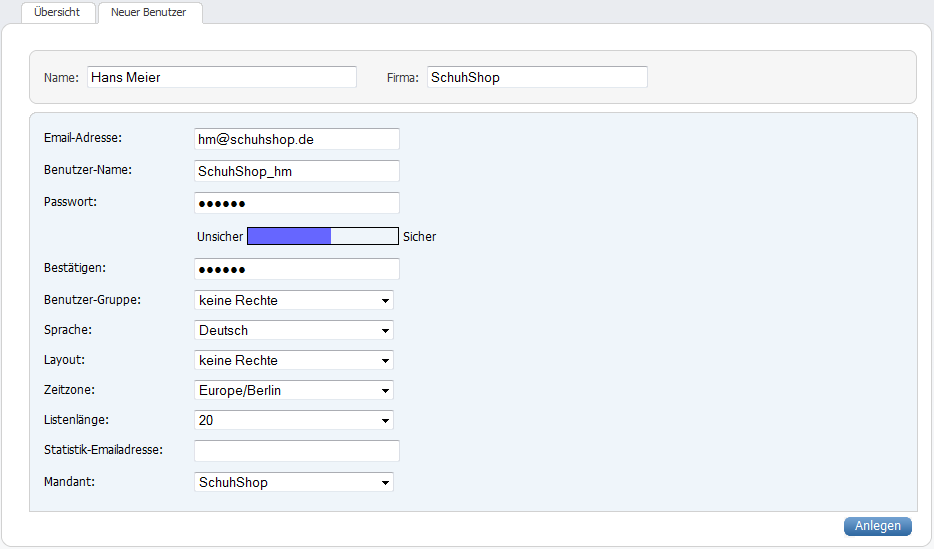 Übersicht Neuer Benutzer
Name: Hans Meier Firma: SchuhShop
Email-Adresse: hm@schuhshop.de
Benutzer-Name: SchuhShop_hm
Passwort: ●●●●●●
Unsicher Sicher
Bestätigen: ●●●●●●
Benutzer-Gruppe: keine Rechte
Sprache: Deutsch
Layout: keine Rechte
Zeitzone: Europe/Berlin
Listenlänge: 20
Statistik-Emailadresse:
Mandant: SchuhShop
Anlegen